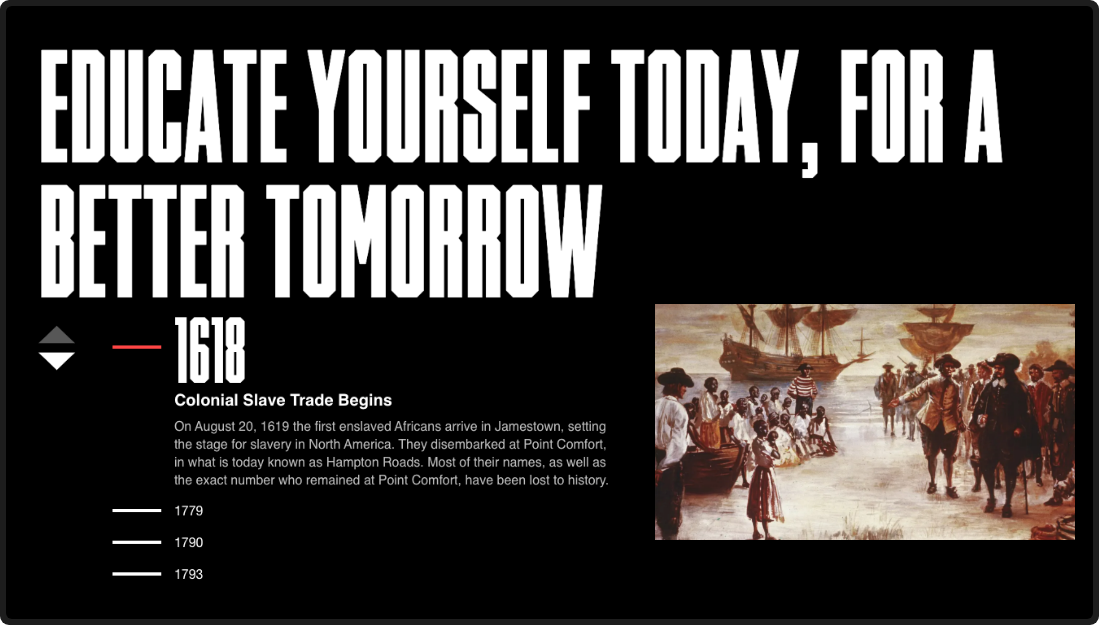 EDUCATE YOURSELF TODAY, FOR A
BETTER TOMORROW
1618
Colonial Slave Trade Begins
On August 20, 1619 the first enslaved Africans arrive in Jamestown, setting
the stage for slavery in North America. They disembarked at Point Comfort,
in what is today known as Hampton Roads. Most of their names, as well as
the exact number who remained at Point Comfort, have been lost to history.
1779
1790
1793